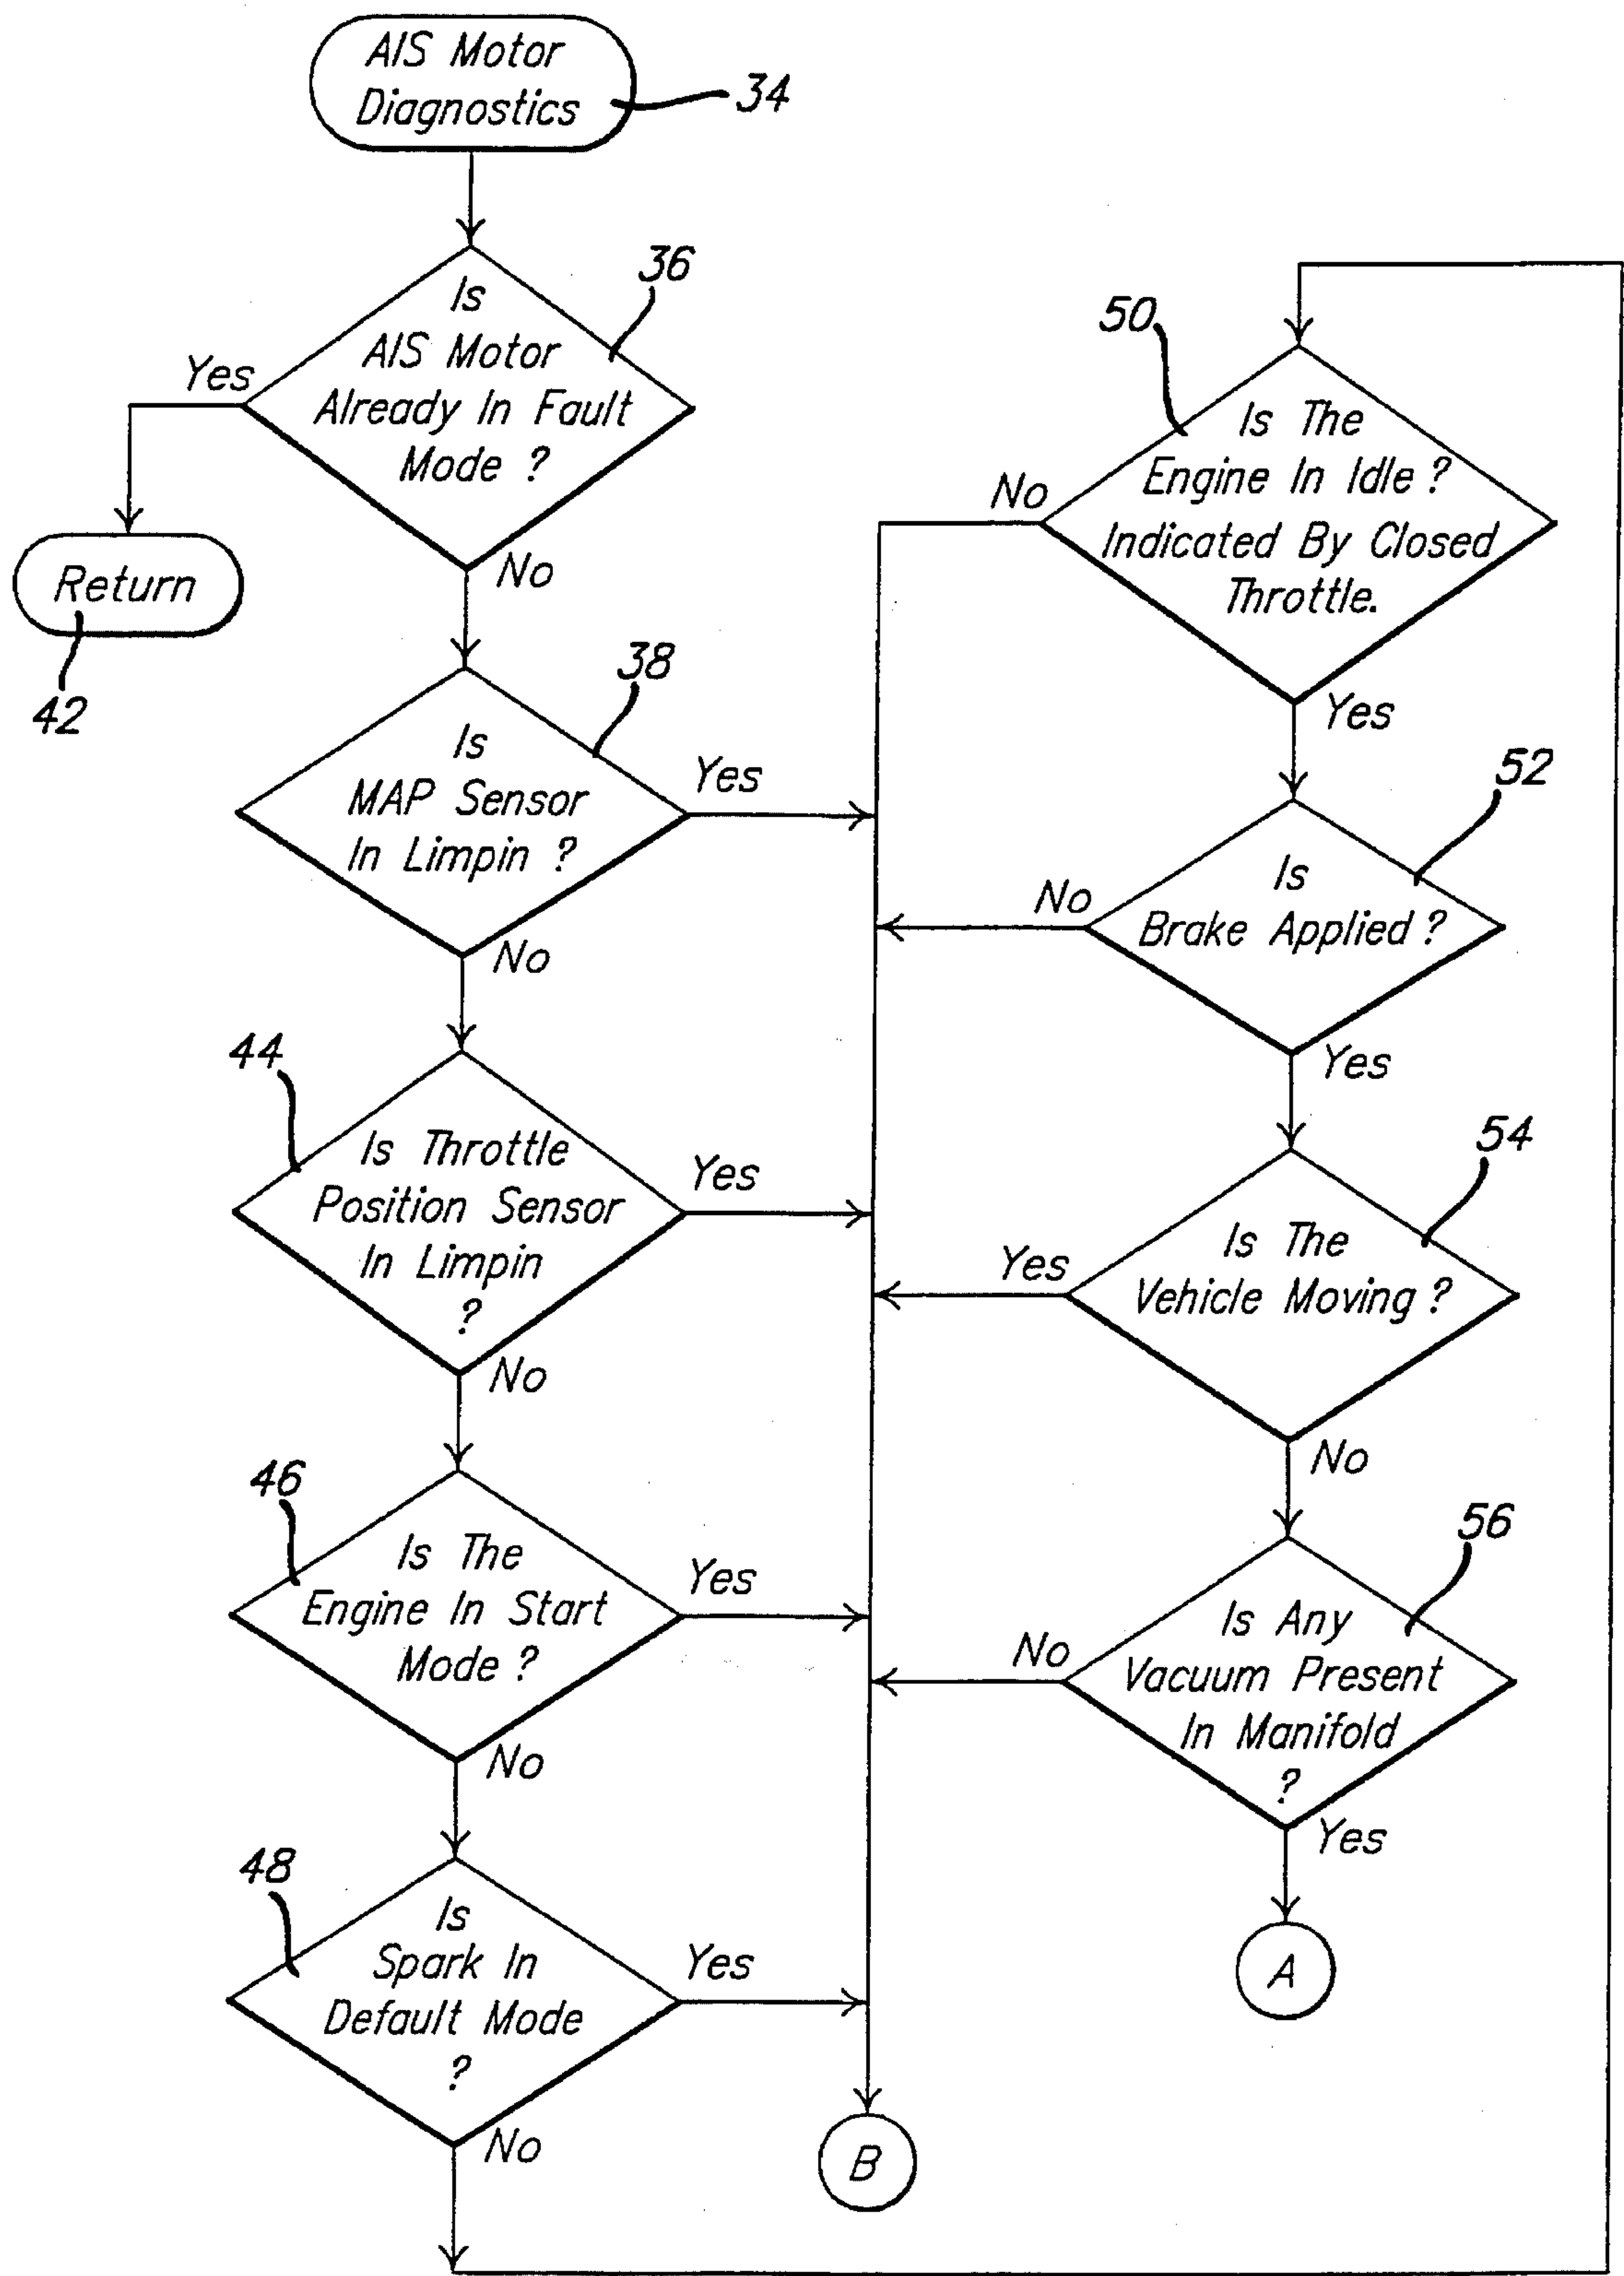 AIS Motor
Diagnostics
34
36
Is
AIS Motor
Already In Fault
Mode ?
Yes
No
Return
42
38
Is
MAP Sensor
In Limpin ?
Yes
No
44
Is Throttle
Position Sensor
In Limpin
?
Yes
No
46
Is The
Engine In Start
Mode ?
Yes
No
48
Is
Spark In
Default Mode
?
Yes
No
50
Is The
Engine In Idle ?
Indicated By Closed
Throttle.
No
Yes
52
Is
Brake Applied ?
No
Yes
54
Is The
Vehicle Moving ?
Yes
No
56
Is Any
Vacuum Present
In Manifold
?
No
Yes
A
B